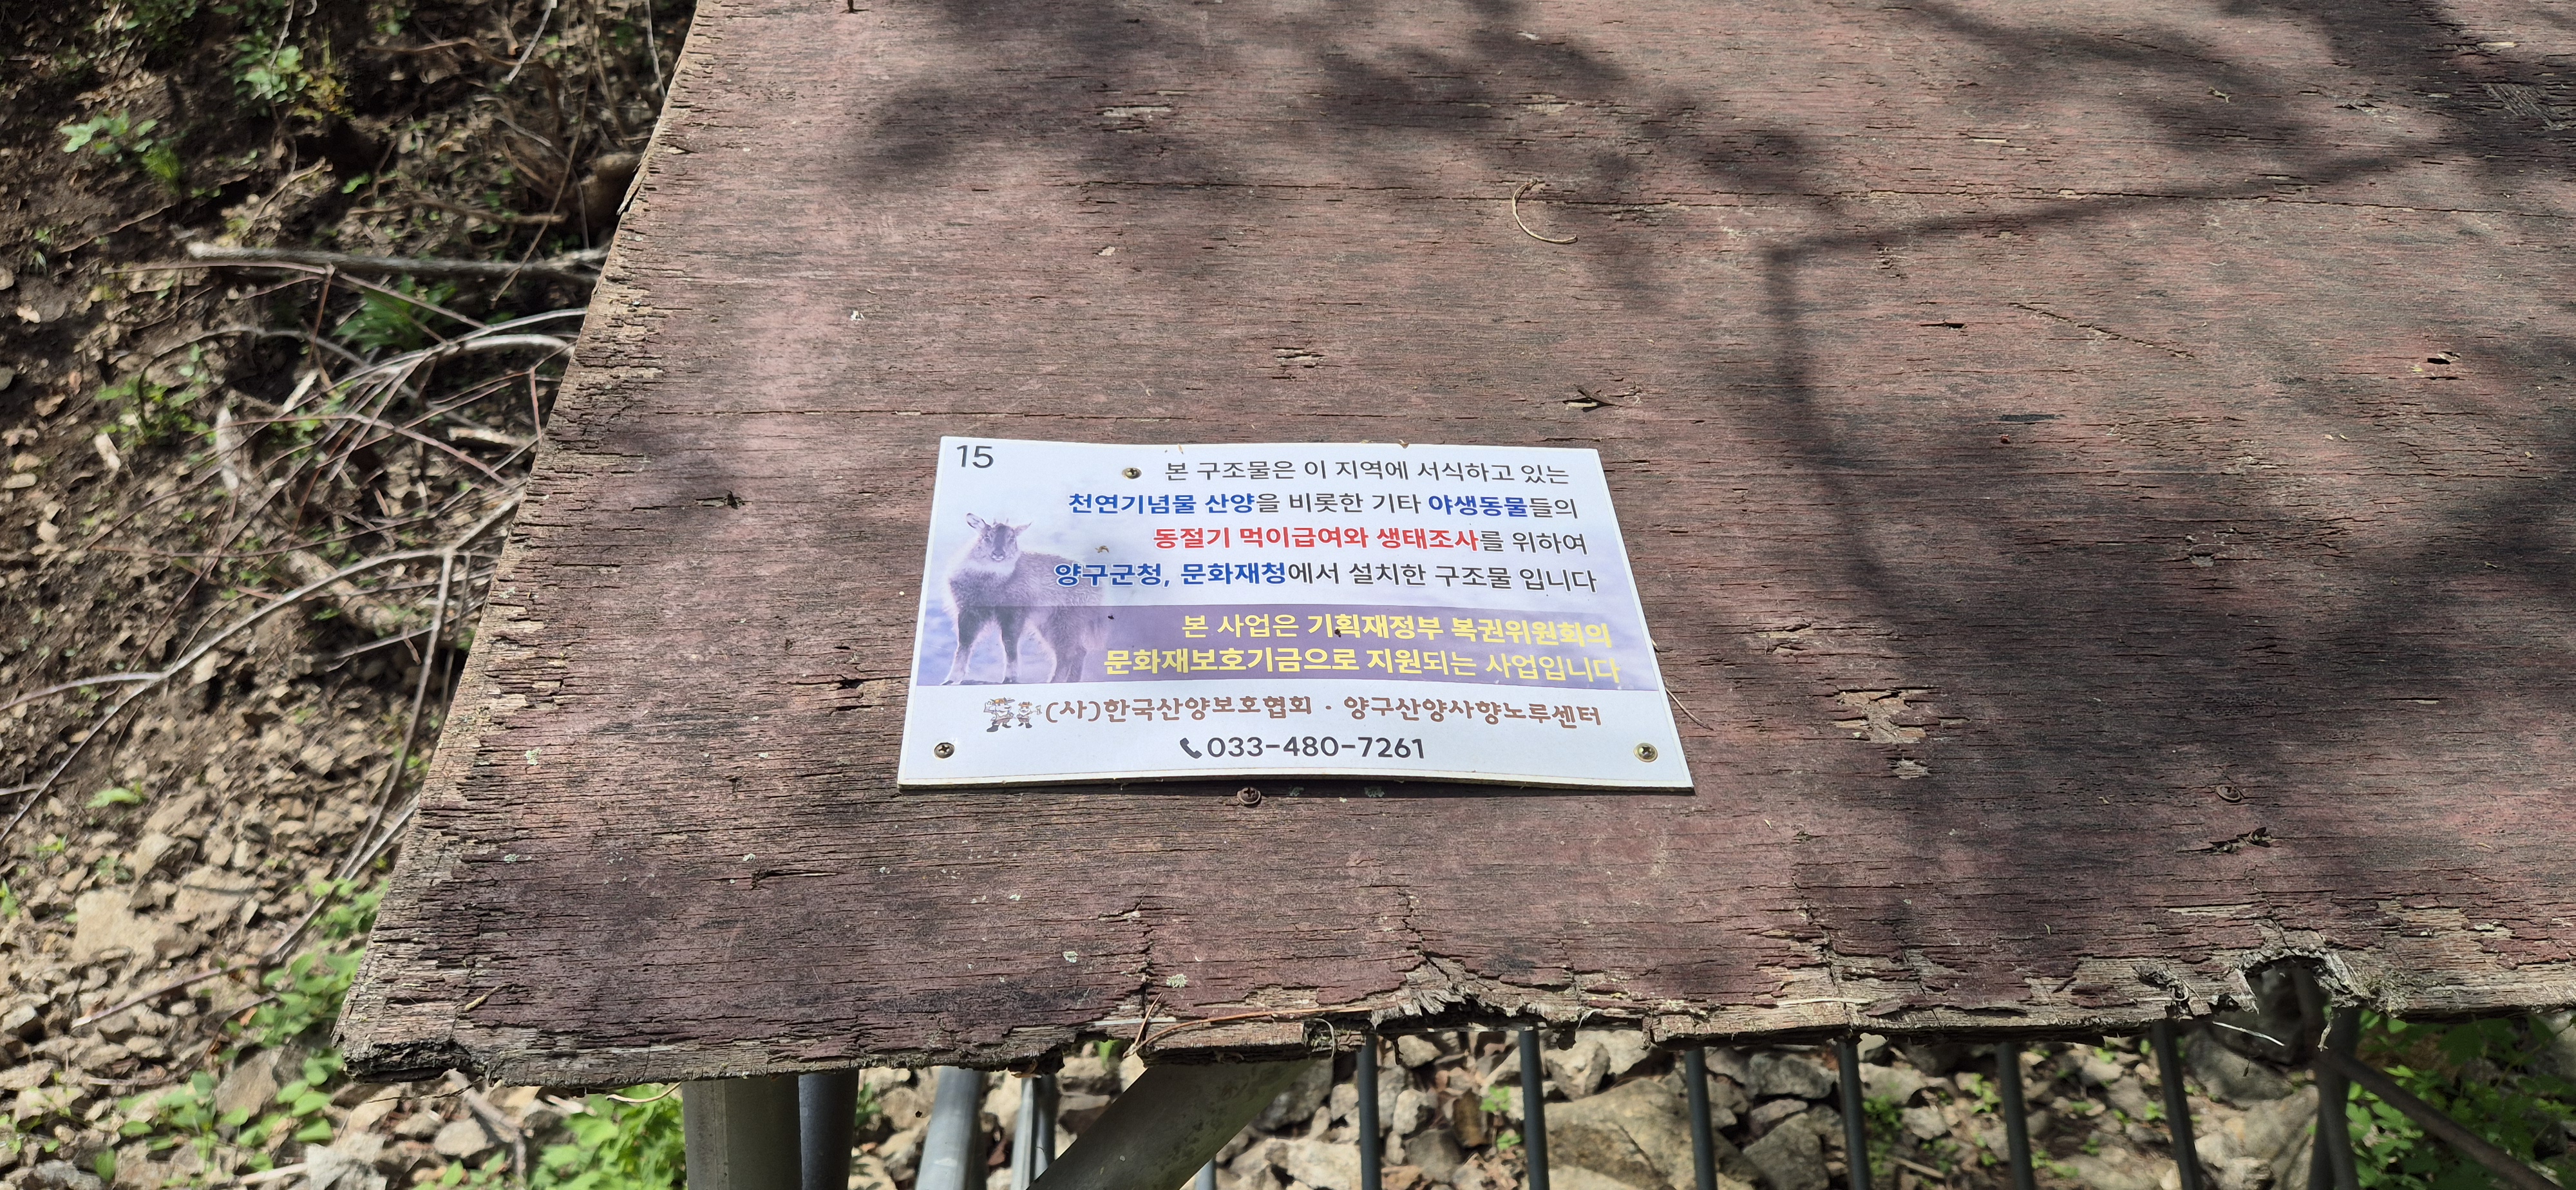 15
본 구조물은 이 지역에 서식하고 있는
천연기념물 산양을 비롯한 기타 야생동물들의
동절기 먹이급여와 생태조사를 위하여
양구군청, 문화재청에서 설치한 구조물 입니다
본 사업은 기획재정부 복권위원회의
문화재보호기금으로 지원되는 사업입니다
(사)한국산양보호협회 · 양구산양사향노루센터
033-480-7261